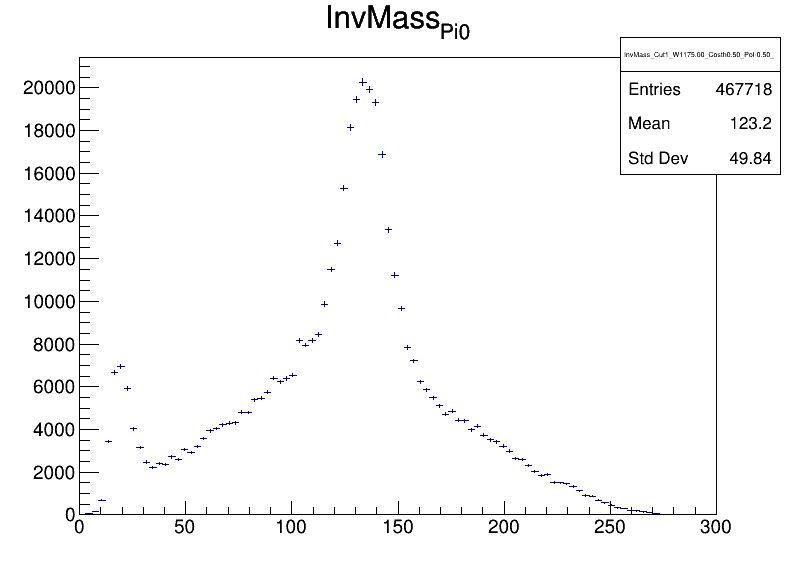 InvMass_Pi0
InvMass_Cut1_W1175.00_Costh0.50_Pol-0.50_
Entries 467718
Mean 123.2
Std Dev 49.84
20000
18000
16000
14000
12000
10000
8000
6000
4000
2000
0
0 50 100 150 200 250 300